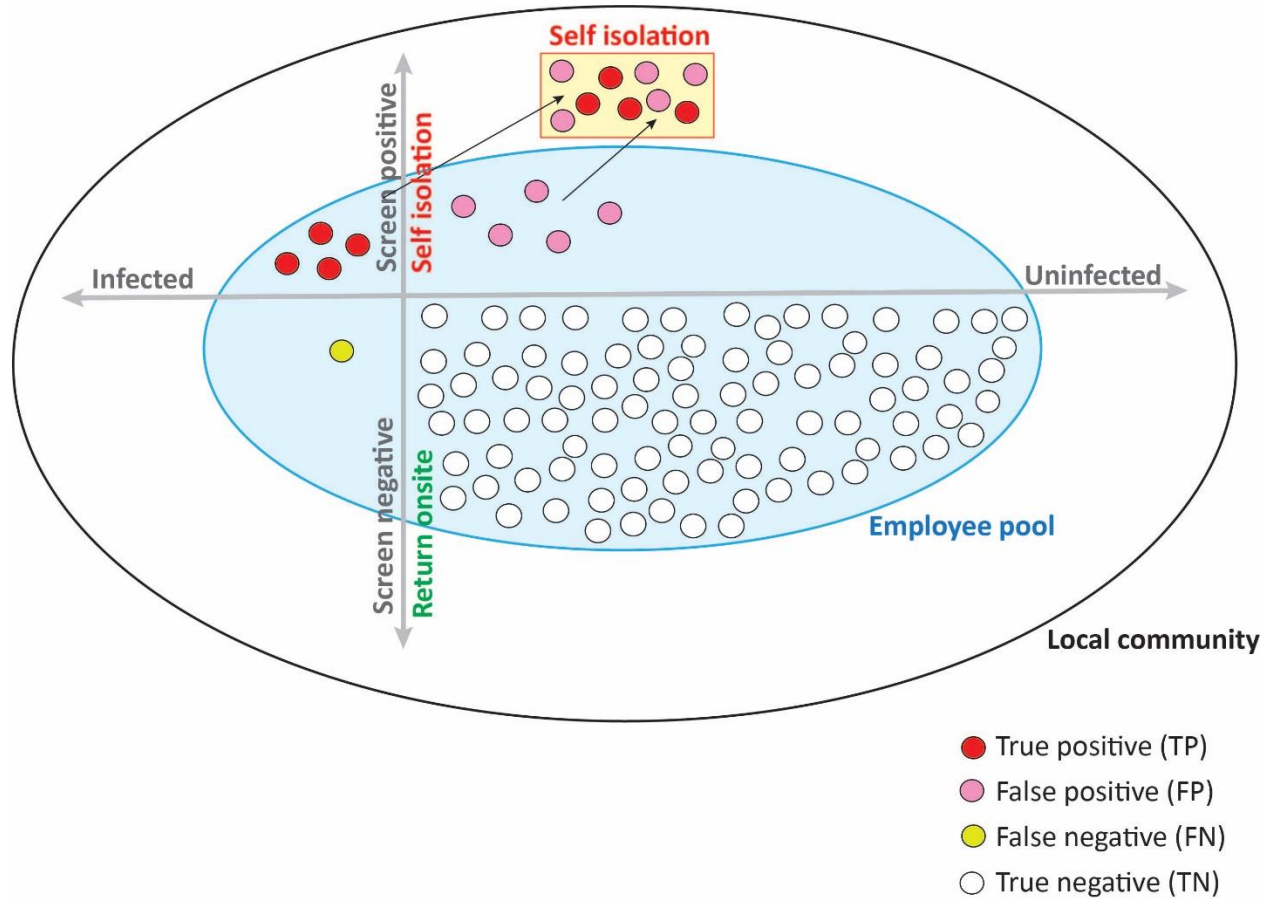 Self isolation
Screen positive
Self isolation
Infected
Uninfected
Screen negative
Return onsite
Employee pool
Local community
True positive (TP)
False positive (FP)
False negative (FN)
True negative (TN)